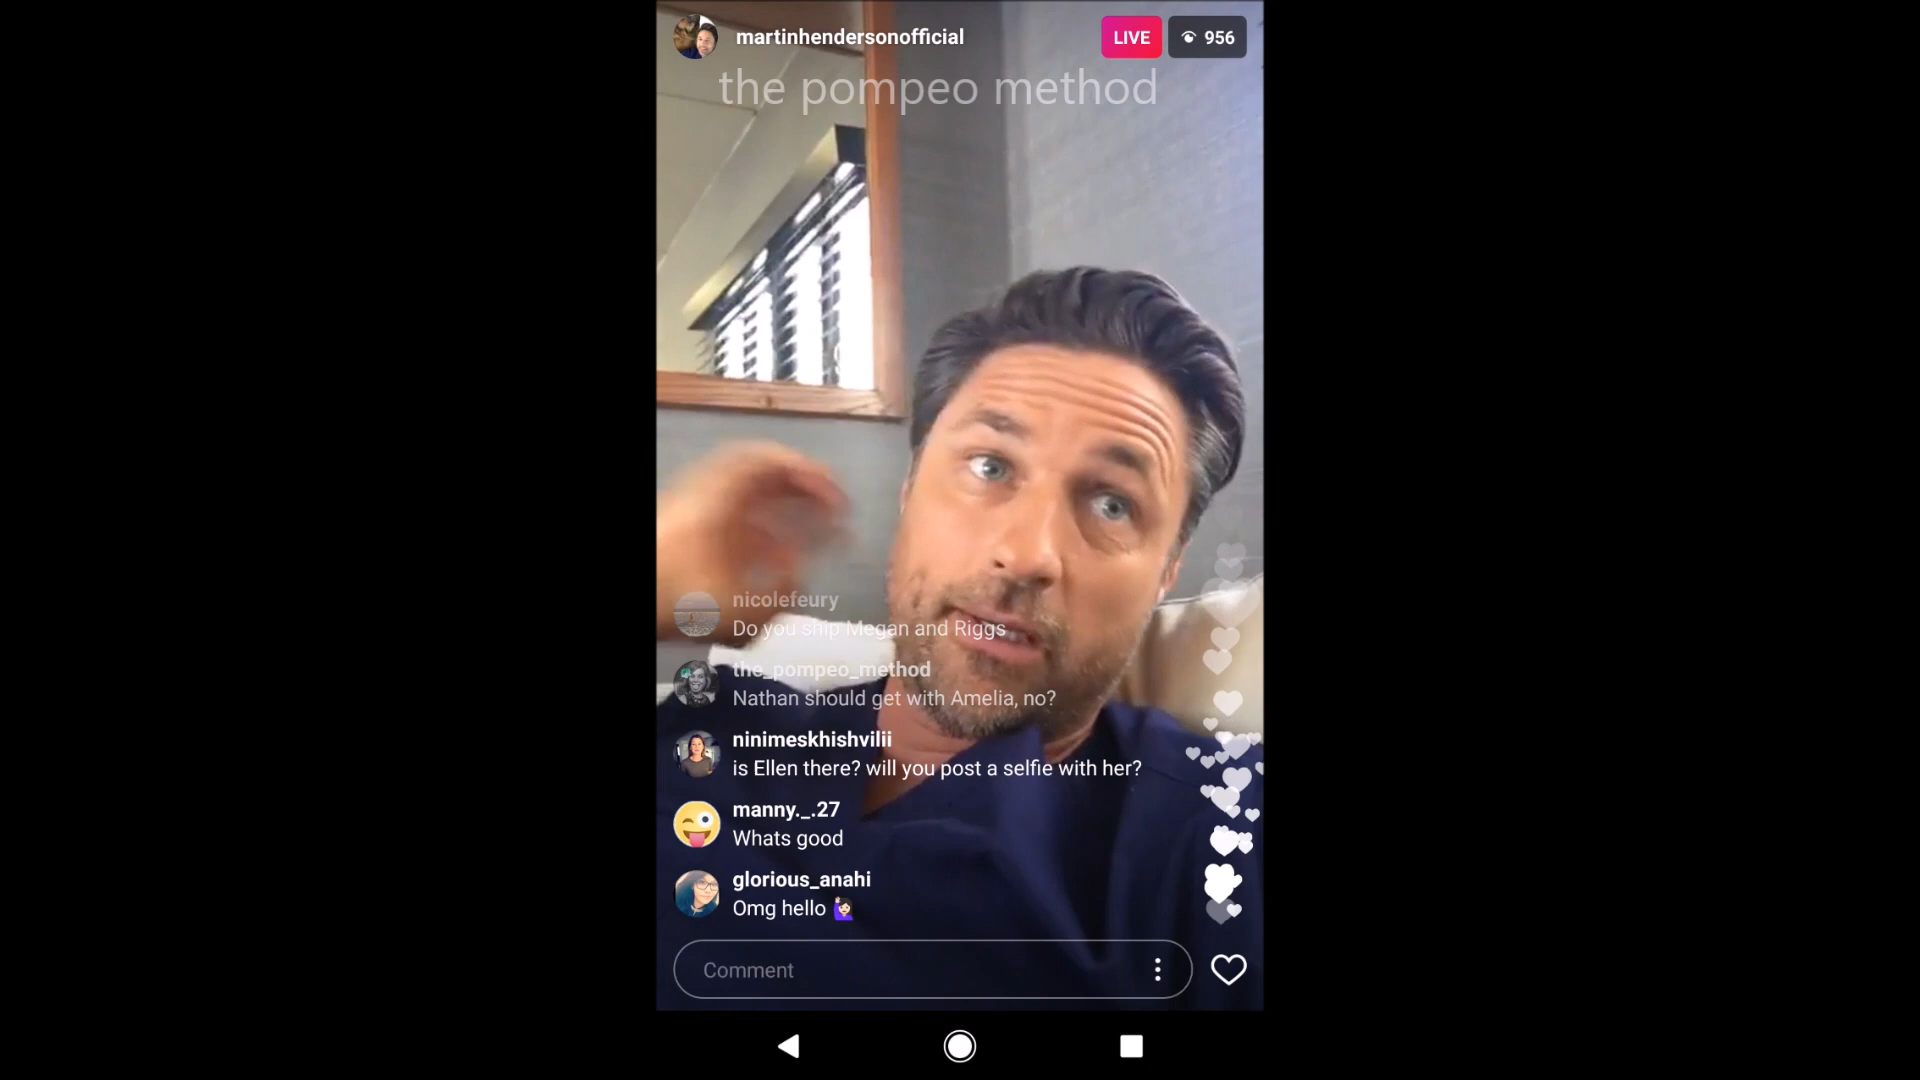 martinhendersonofficial
LIVE
956
the pompeo method
nicolefeury
Do you ship Megan and Riggs
the_pompeo_method
Nathan should get with Amelia, no?
ninimeskhishvilii
is Ellen there? will you post a selfie with her?
manny._.27
Whats good
glorious_anahi
Omg hello 🙋🏻‍♀️
Comment